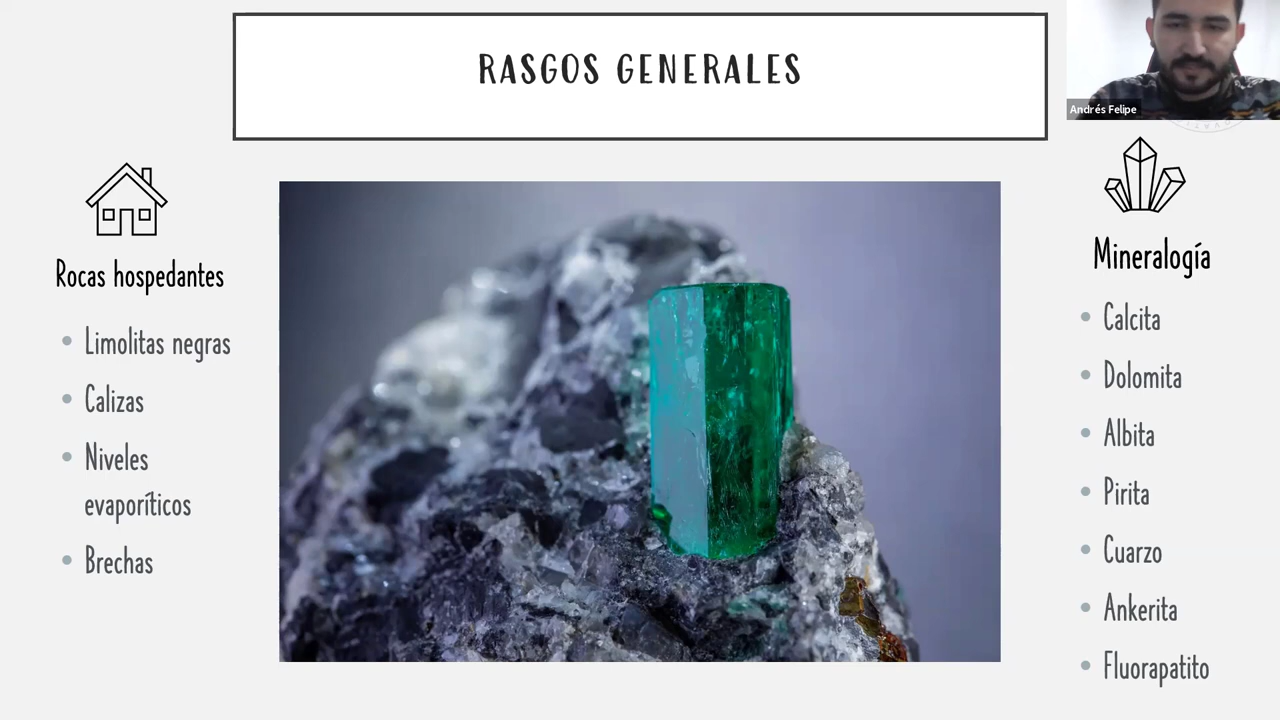 RASGOS GENERALES
Andrés Felipe
Rocas hospedantes
Limolitas negras
Calizas
Niveles
evaporíticos
Brechas
Mineralogía
Calcita
Dolomita
Albita
Pirita
Cuarzo
Ankerita
Fluorapatito